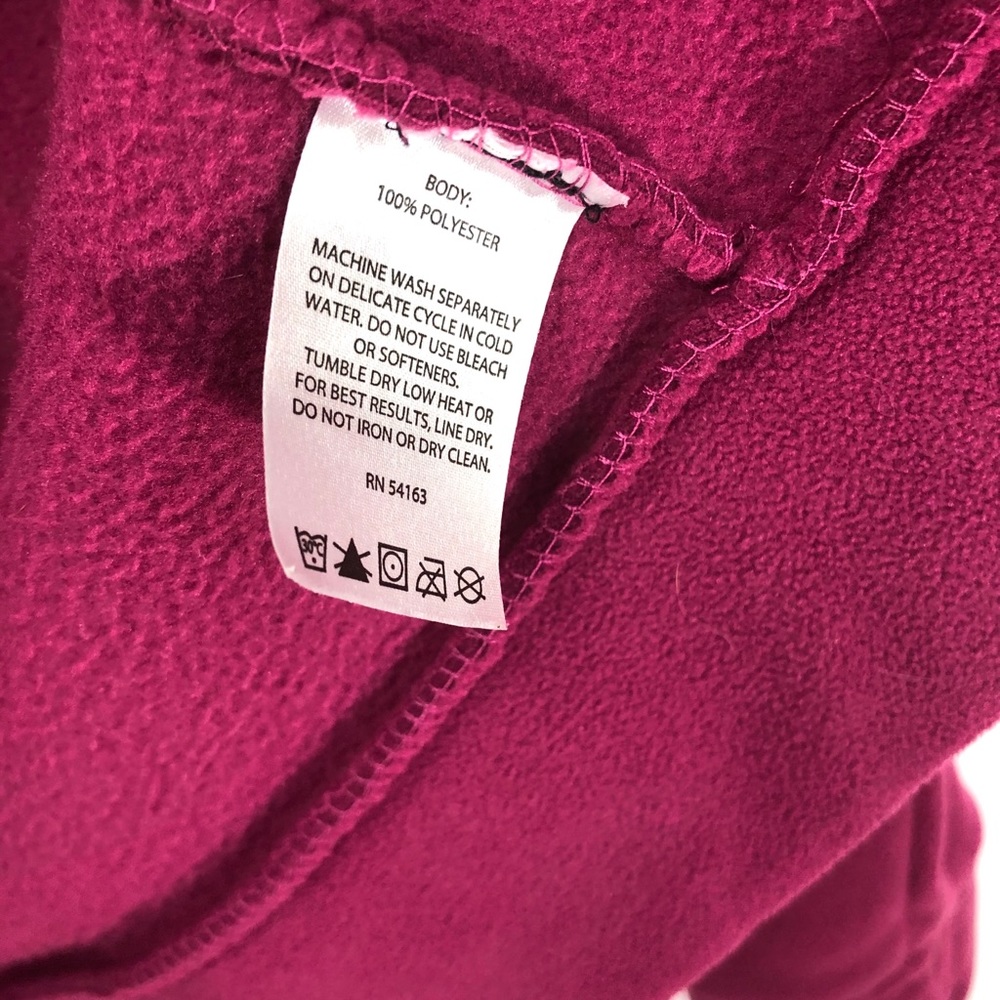 BODY:
100% POLYESTER
MACHINE WASH SEPARATELY
ON DELICATE CYCLE IN COLD
WATER. DO NOT USE BLEACH
OR SOFTENERS.
TUMBLE DRY LOW HEAT OR
FOR BEST RESULTS, LINE DRY.
DO NOT IRON OR DRY CLEAN.
RN 54163
30°C